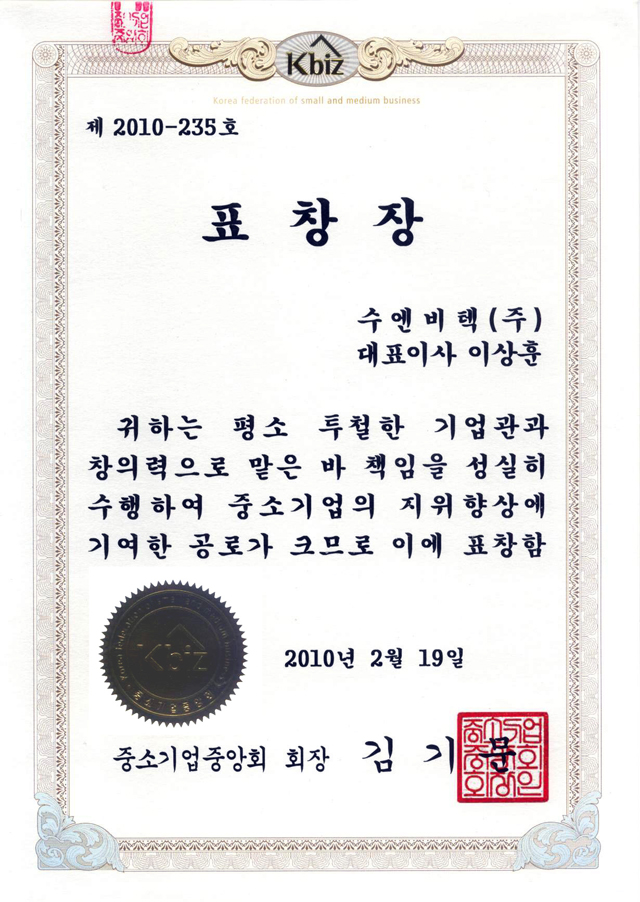 Kbiz
Korea federation of small and medium business
제 2010-235호
표 창 장
수엔비텍(주)
대표이사 이상훈
귀하는 평소 투철한 기업관과
창의력으로 맡은 바 책임을 성실히
수행하여 중소기업의 지위향상에
기여한 공로가 크므로 이에 표창함
Kbiz
2010년 2월 19일
중소기업중앙회 회장 김 기 문